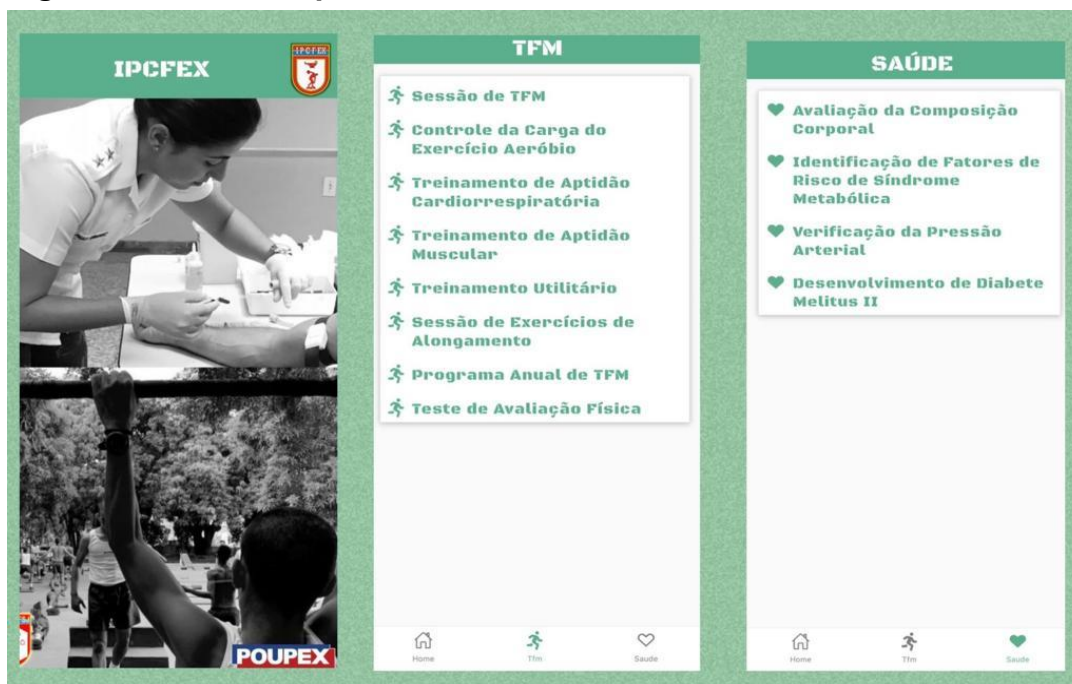 IPCFEX
IPCFEX
POUPEX
TFM
Sessão de TFM
Controle da Carga do
Exercício Aeróbio
Treinamento de Aptidão
Cardiorrespiratória
Treinamento de Aptidão
Muscular
Treinamento Utilitário
Sessão de Exercícios de
Alongamento
Programa Anual de TFM
Teste de Avaliação Física
Home
Tfm
Saude
SAÚDE
Avaliação da Composição
Corporal
Identificação de Fatores de
Risco de Síndrome
Metabólica
Verificação da Pressão
Arterial
Desenvolvimento de Diabete
Melitus II
Home
Tfm
Saude